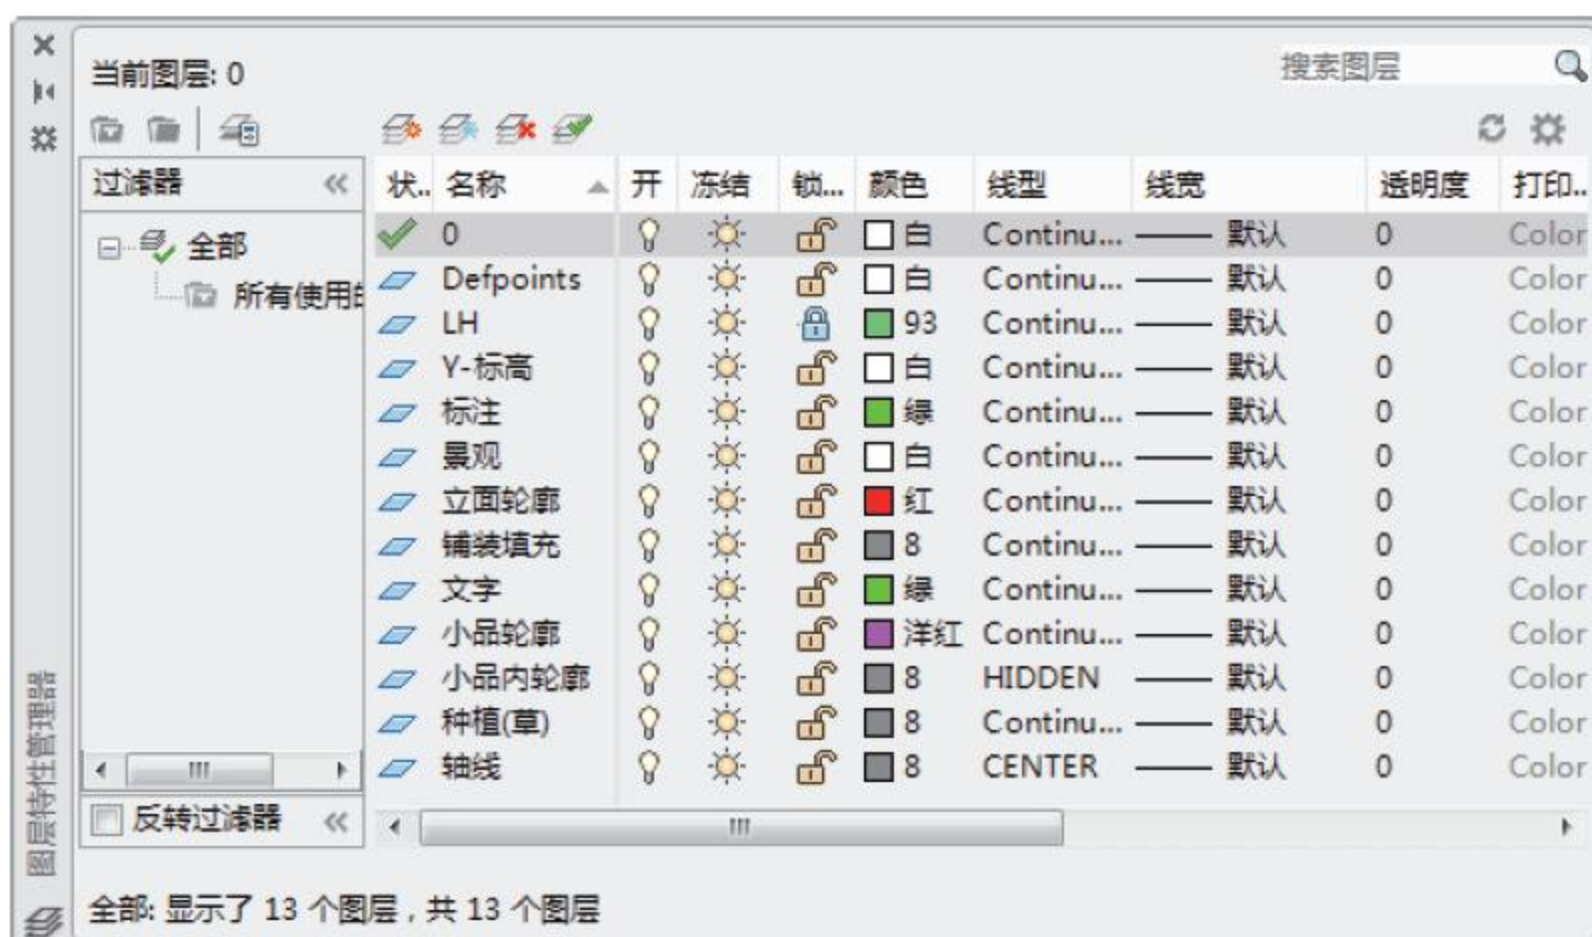 当前图层: 0
搜索图层
过滤器
全部
所有使用的
状.. 名称 开 冻结 锁... 颜色 线型 线宽 透明度 打印..
0 白 Continu... 默认 0 Color
Defpoints 白 Continu... 默认 0 Color
LH 93 Continu... 默认 0 Color
Y-标高 白 Continu... 默认 0 Color
标注 绿 Continu... 默认 0 Color
景观 白 Continu... 默认 0 Color
立面轮廓 红 Continu... 默认 0 Color
铺装填充 8 Continu... 默认 0 Color
文字 绿 Continu... 默认 0 Color
小品轮廓 洋红 Continu... 默认 0 Color
小品内轮廓 8 HIDDEN 默认 0 Color
种植(草) 8 Continu... 默认 0 Color
轴线 8 CENTER 默认 0 Color
反转过滤器
图层特性管理器
全部: 显示了 13 个图层 , 共 13 个图层